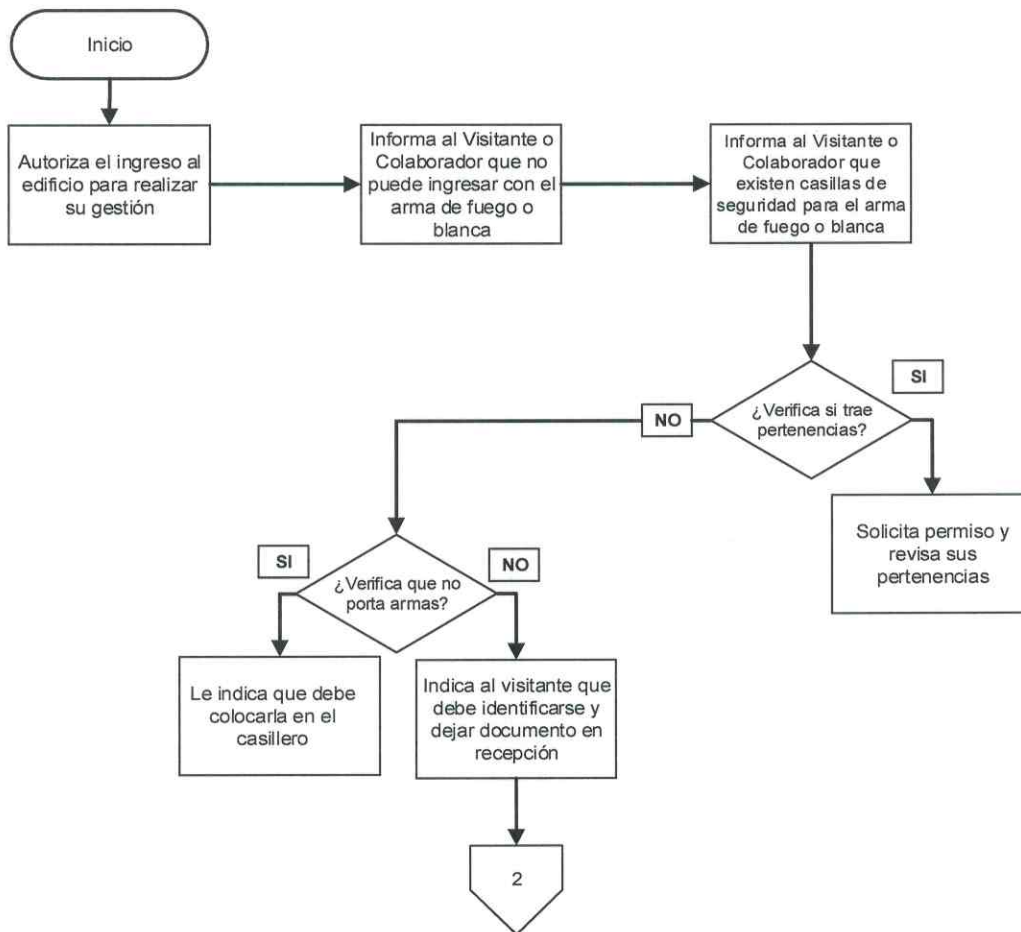 Inicio
Autoriza el ingreso al
edificio para realizar
su gestión
Informa al Visitante o
Colaborador que no
puede ingresar con el
arma de fuego o
blanca
Informa al Visitante o
Colaborador que
existen casillas de
seguridad para el arma
de fuego o blanca
¿Verifica si trae
pertenencias?
SI
NO
Solicita permiso y
revisa sus
pertenencias
¿Verifica que no
porta armas?
SI
NO
Le indica que debe
colocarla en el
casillero
Indica al visitante que
debe identificarse y
dejar documento en
recepción
2